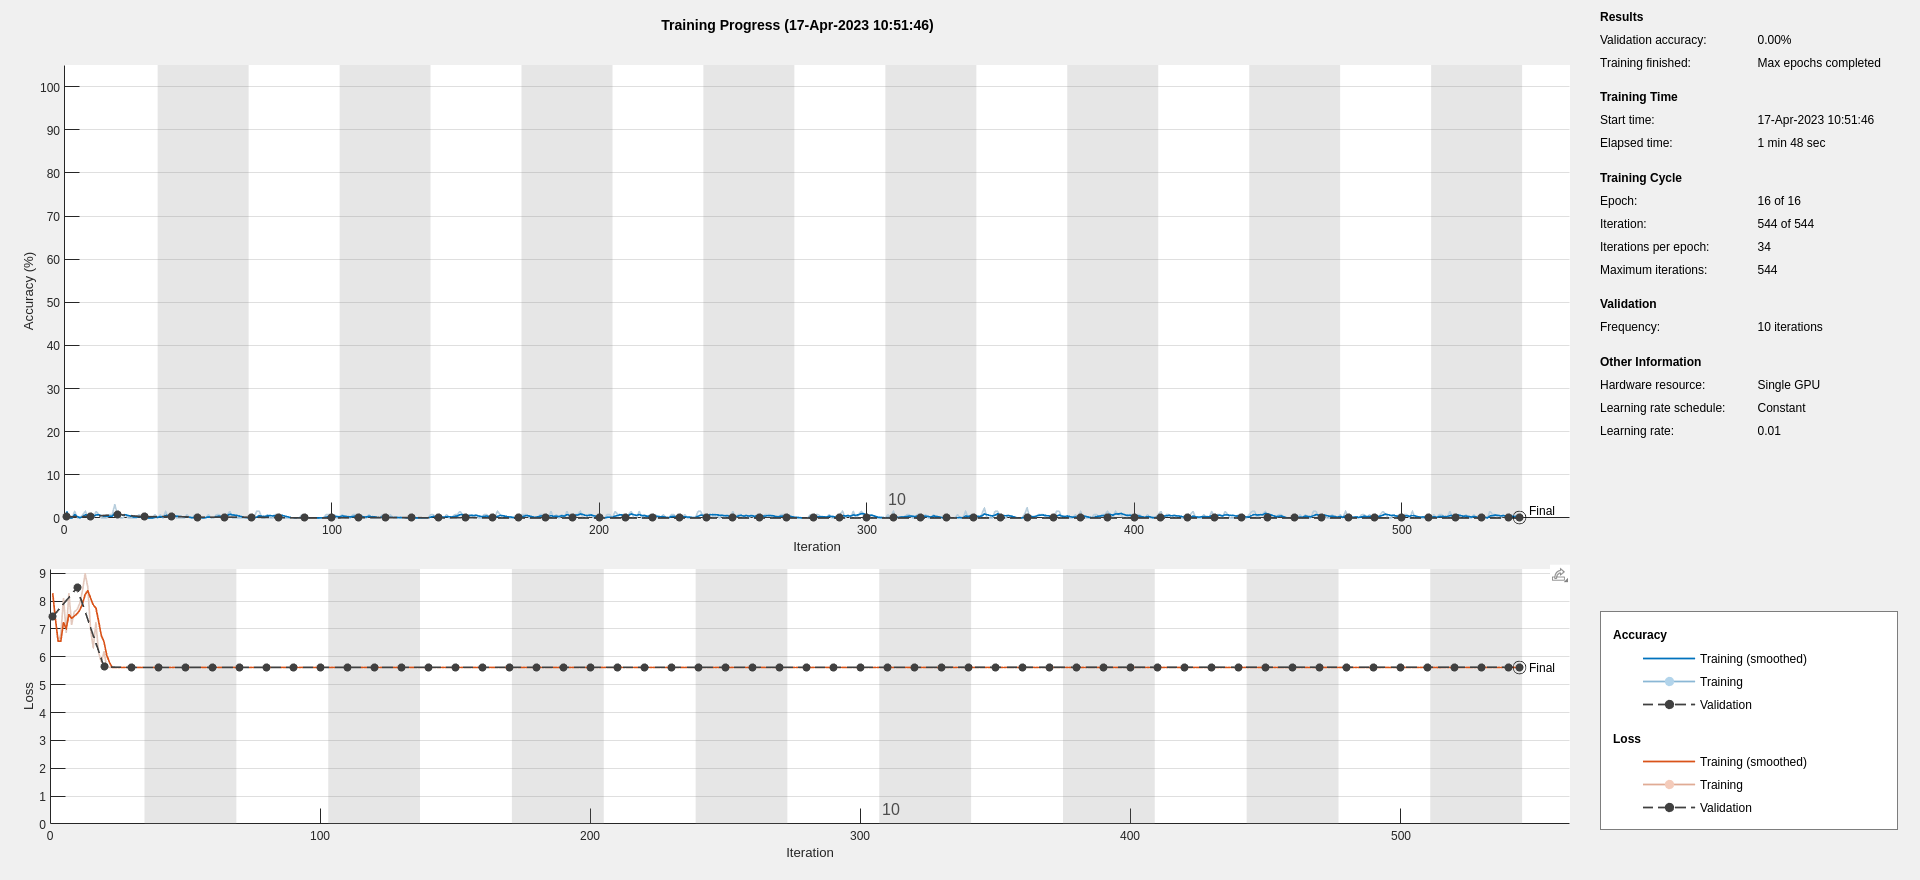 Training Progress (17-Apr-2023 10:51:46)
100
90
80
70
60
50
40
30
20
10
0
Accuracy (%)
10
Final
0 100 200 300 400 500
Iteration
9
8
7
6
5
4
3
2
1
0
Loss
Final
10
0 100 200 300 400 500
Iteration
Results
Validation accuracy: 0.00%
Training finished: Max epochs completed
Training Time
Start time: 17-Apr-2023 10:51:46
Elapsed time: 1 min 48 sec
Training Cycle
Epoch: 16 of 16
Iteration: 544 of 544
Iterations per epoch: 34
Maximum iterations: 544
Validation
Frequency: 10 iterations
Other Information
Hardware resource: Single GPU
Learning rate schedule: Constant
Learning rate: 0.01
Accuracy
Training (smoothed)
Training
Validation
Loss
Training (smoothed)
Training
Validation